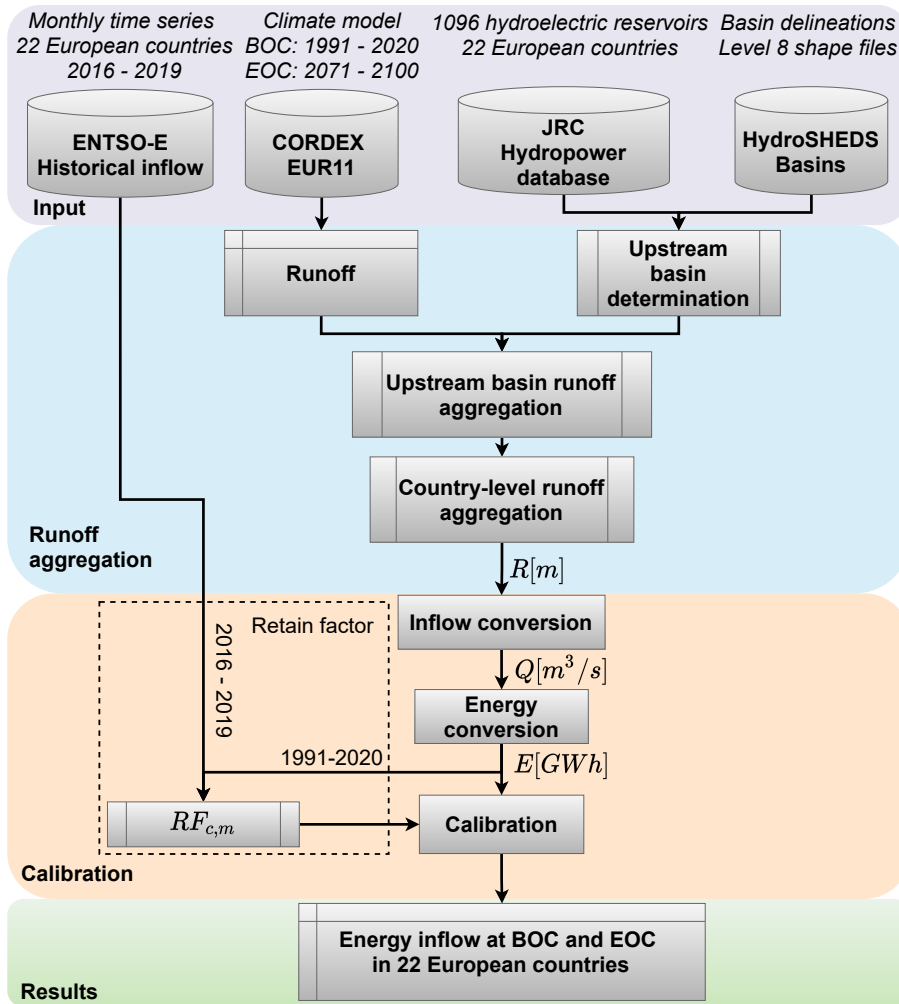 Monthly time series
22 European countries
2016 - 2019
Climate model
BOC: 1991 - 2020
EOC: 2071 - 2100
1096 hydroelectric reservoirs
22 European countries
Basin delineations
Level 8 shape files
ENTSO-E
Historical inflow
CORDEX
EUR11
JRC
Hydropower
database
HydroSHEDS
Basins
Input
Runoff
Upstream
basin
determination
Upstream basin runoff
aggregation
Country-level runoff
aggregation
Runoff
aggregation
R[m]
Retain factor
Inflow conversion
2016 - 2019
Q[m³/s]
Energy
conversion
1991-2020
E[GWh]
RF_{c,m}
Calibration
Calibration
Energy inflow at BOC and EOC
in 22 European countries
Results